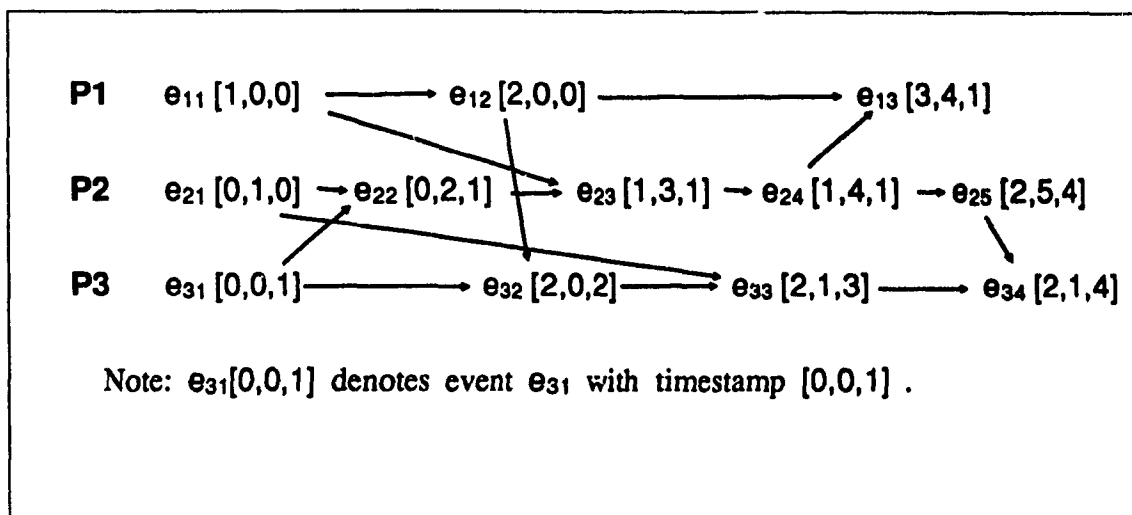 P1 e11 [1,0,0] e12 [2,0,0] e13 [3,4,1]
P2 e21 [0,1,0] e22 [0,2,1] e23 [1,3,1] e24 [1,4,1] e25 [2,5,4]
P3 e31 [0,0,1] e32 [2,0,2] e33 [2,1,3] e34 [2,1,4]
Note: e31[0,0,1] denotes event e31 with timestamp [0,0,1] .